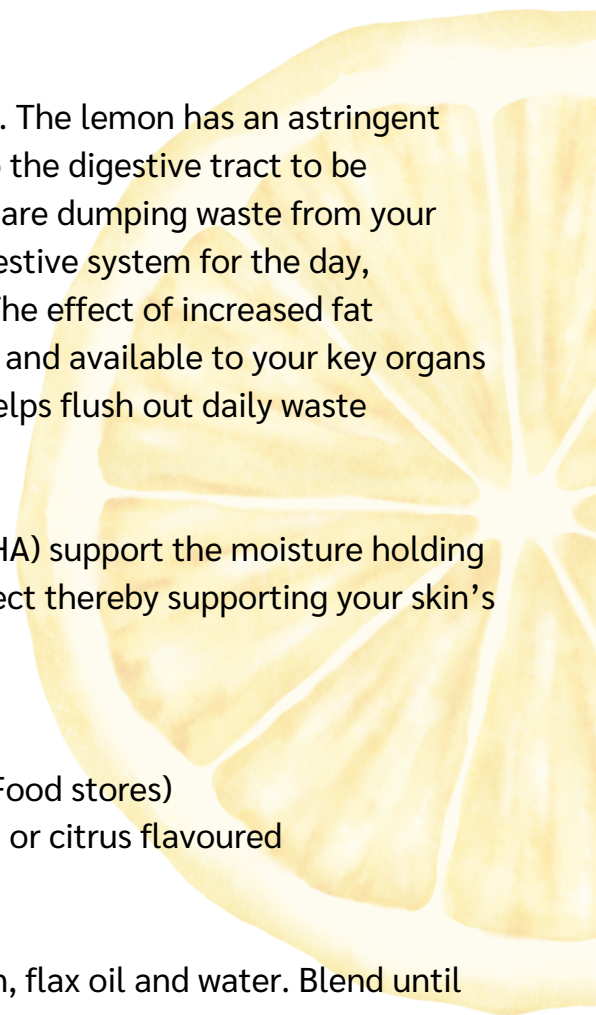 . The lemon has an astringent
the digestive tract to be
are dumping waste from your
estive system for the day,
he effect of increased fat
and available to your key organs
elps flush out daily waste
HA) support the moisture holding
ect thereby supporting your skin’s
Food stores)
or citrus flavoured
, flax oil and water. Blend until